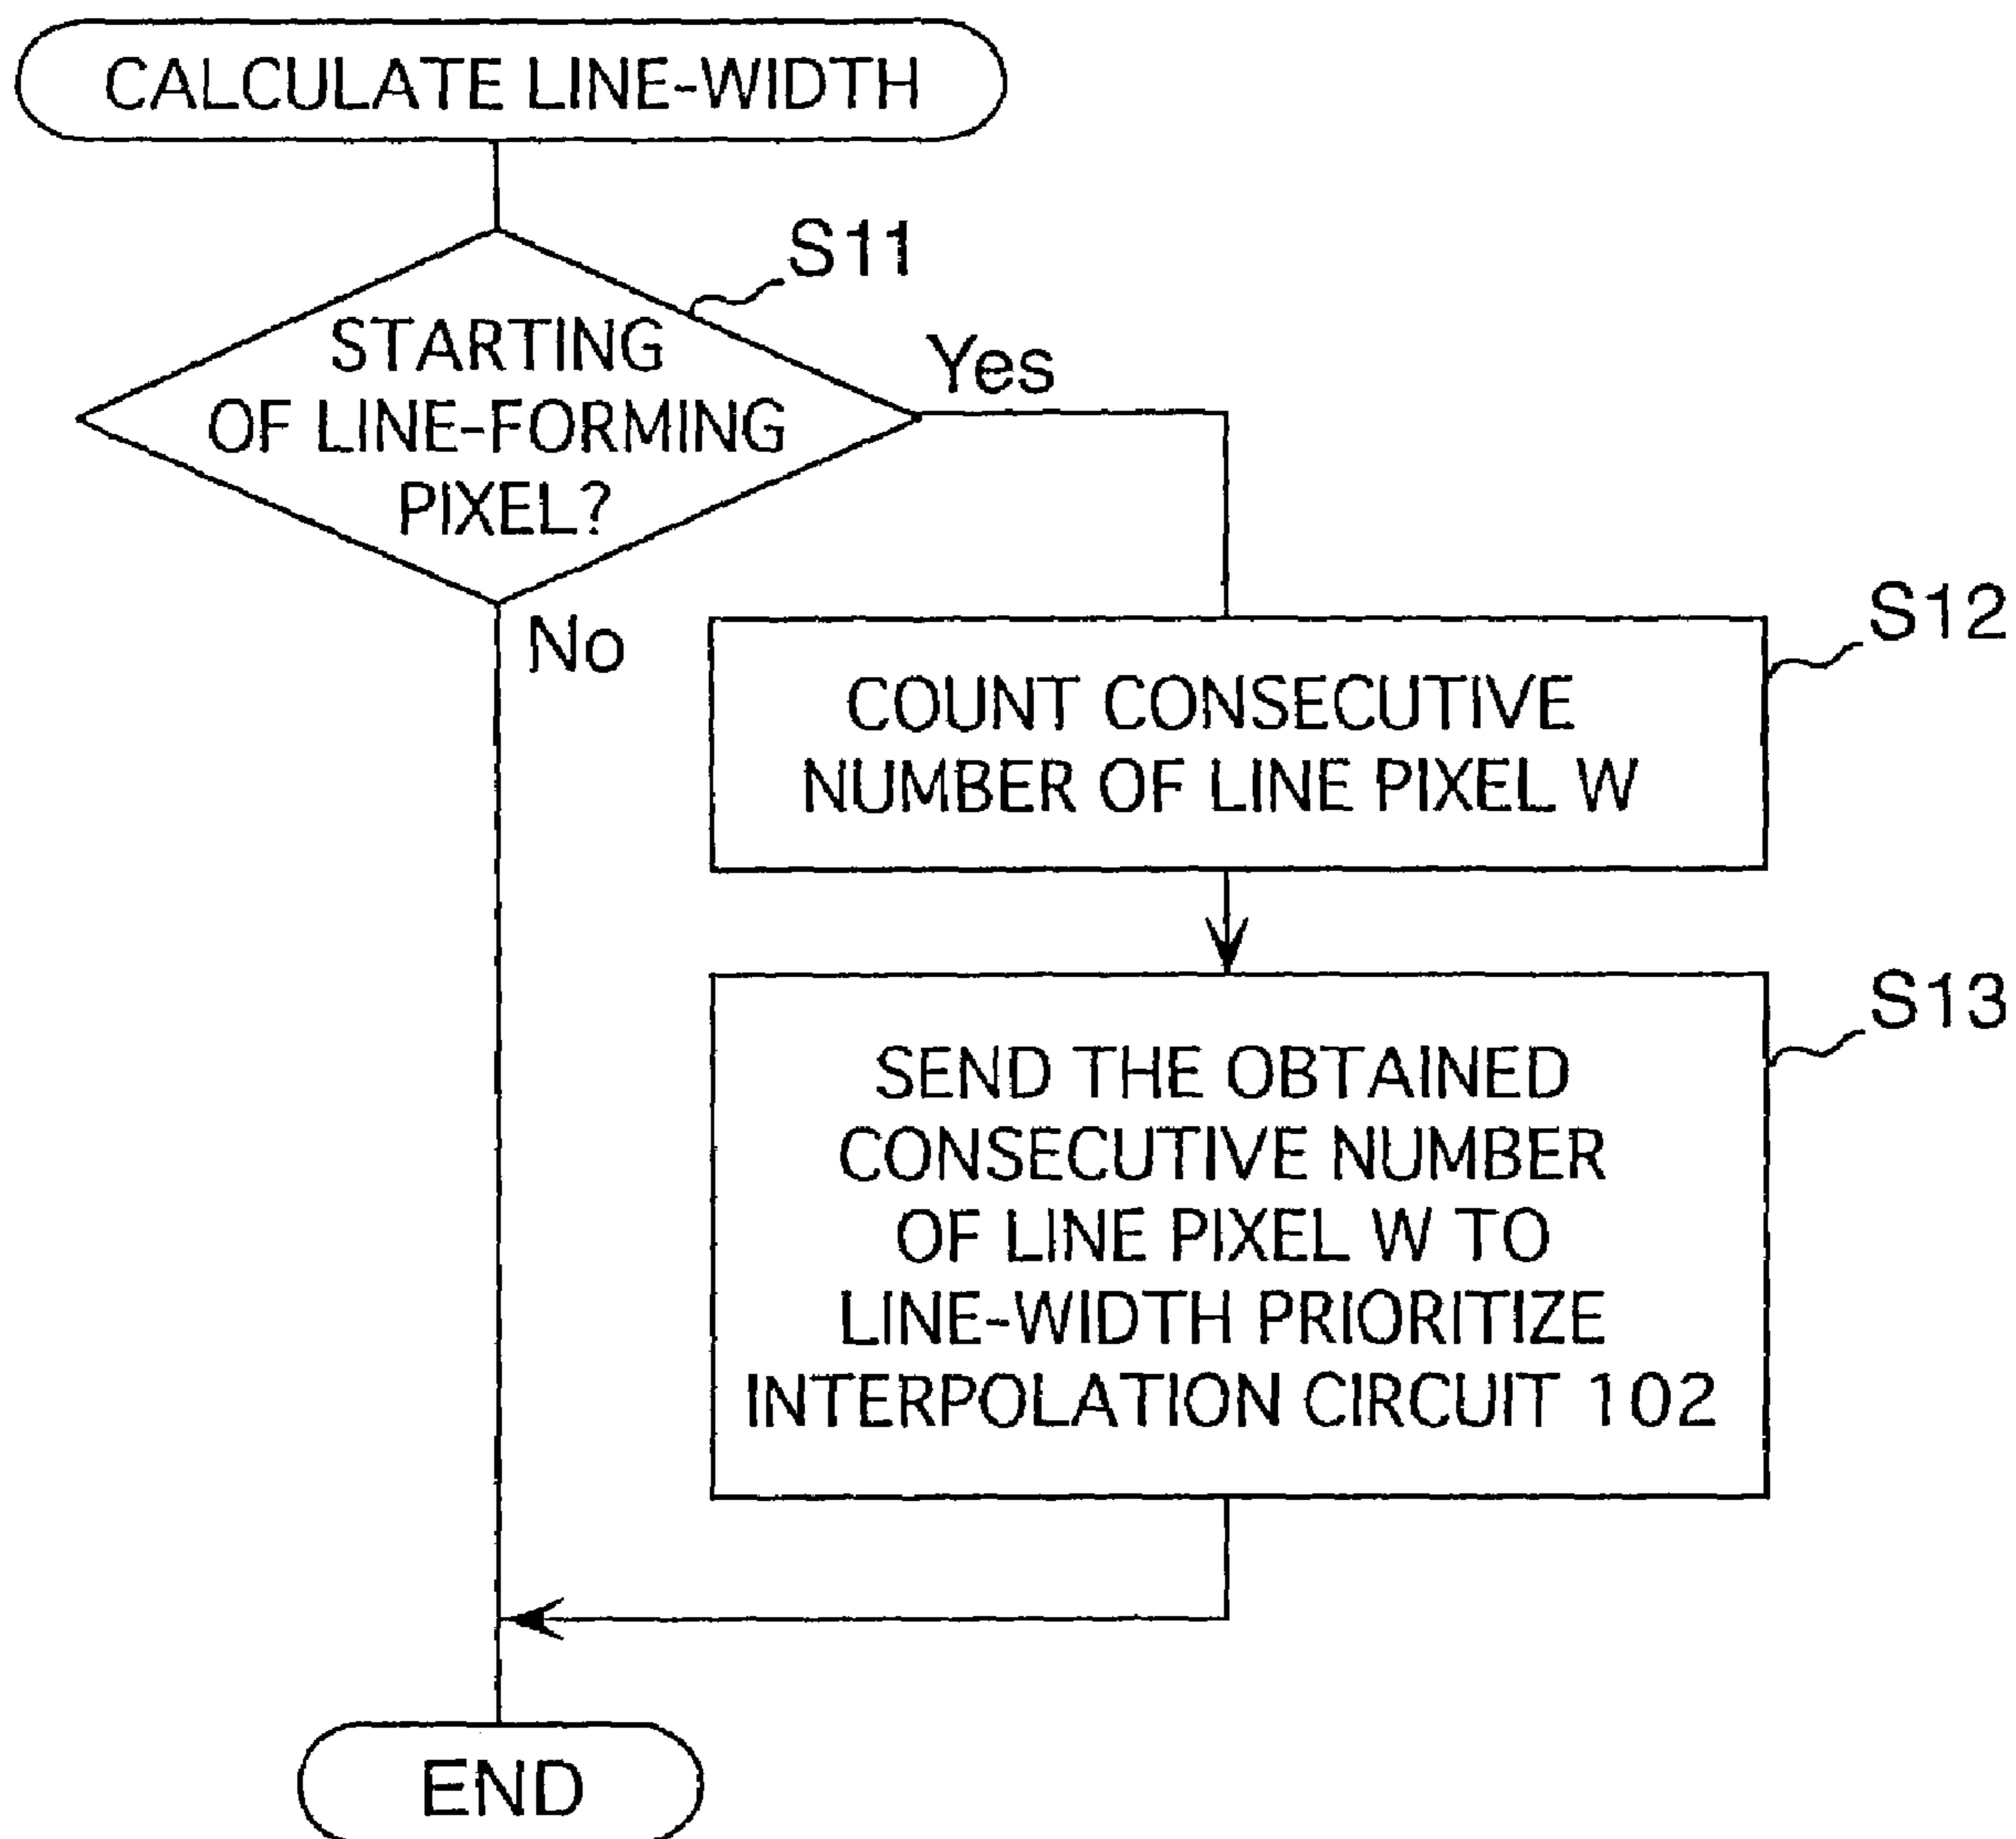 CALCULATE LINE-WIDTH
S11
STARTING
OF LINE-FORMING
PIXEL?
Yes
No
S12
COUNT CONSECUTIVE
NUMBER OF LINE PIXEL W
S13
SEND THE OBTAINED
CONSECUTIVE NUMBER
OF LINE PIXEL W TO
LINE-WIDTH PRIORITIZE
INTERPOLATION CIRCUIT 102
END